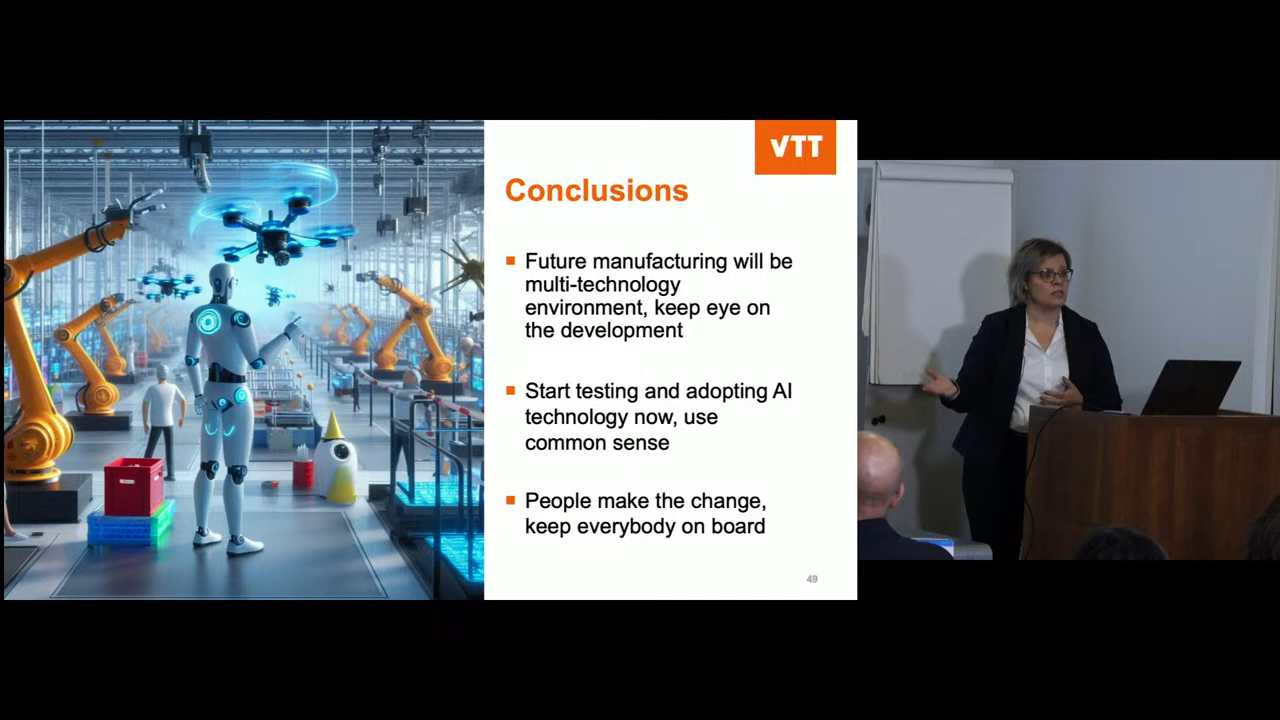 VTT
Conclusions
Future manufacturing will be
multi-technology
environment, keep eye on
the development
Start testing and adopting AI
technology now, use
common sense
People make the change,
keep everybody on board
49